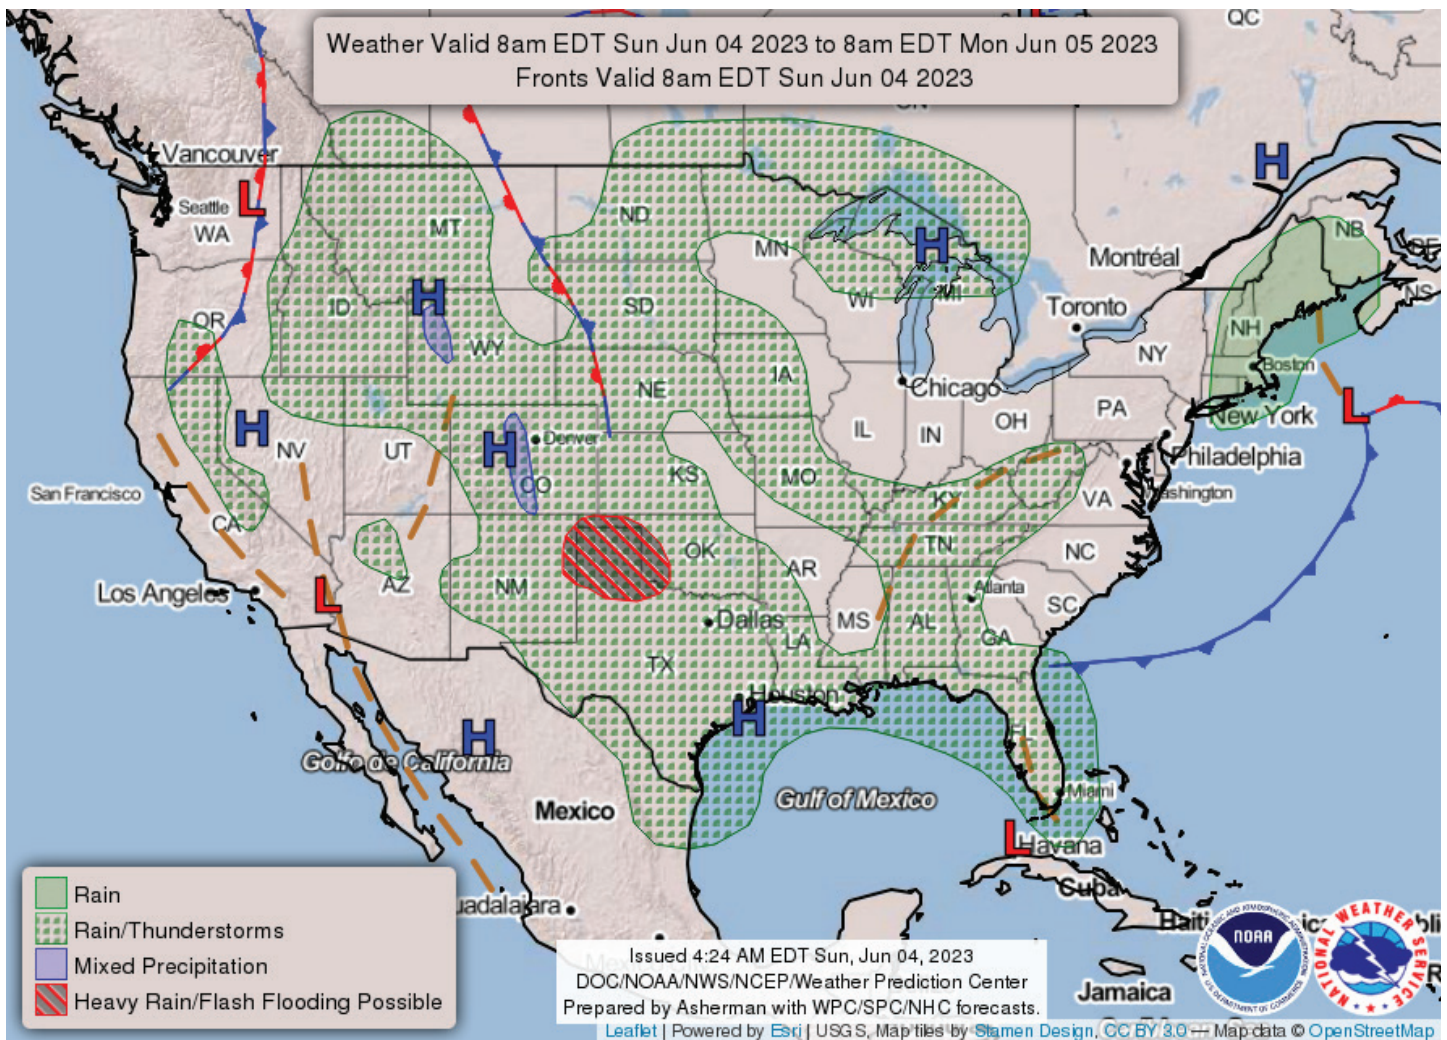 QC
Weather Valid 8am EDT Sun Jun 04 2023 to 8am EDT Mon Jun 05 2023
Fronts Valid 8am EDT Sun Jun 04 2023
ON
Vancouver
H
L
Seattle
WA
MT
ND
MN
H
Montréal
NB
PE
NS
ID
H
SD
WI
MI
Toronto
NH
OR
WY
NY
Boston
NE
IA
Chicago
PA
New York
L
H
NV
UT
H
Denver
CO
KS
MO
IL
IN
OH
Philadelphia
Washington
San Francisco
CA
KY
VA
OK
TN
NC
Los Angeles
L
AZ
NM
AR
Atlanta
SC
Dallas
MS
AL
GA
LA
TX
Houston
H
H
FL
Golfo de California
Gulf of Mexico
Miami
Mexico
L
Havana
Cuba
uadalajara
Haiti
Jamaica
Rain
Rain/Thunderstorms
Mixed Precipitation
Heavy Rain/Flash Flooding Possible
Issued 4:24 AM EDT Sun, Jun 04, 2023
DOC/NOAA/NWS/NCEP/Weather Prediction Center
Prepared by Asherman with WPC/SPC/NHC forecasts.
NOAA
NATIONAL WEATHER SERVICE
Leaflet | Powered by Esri | USGS, Map tiles by Stamen Design, CC BY 3.0 — Map data © OpenStreetMap